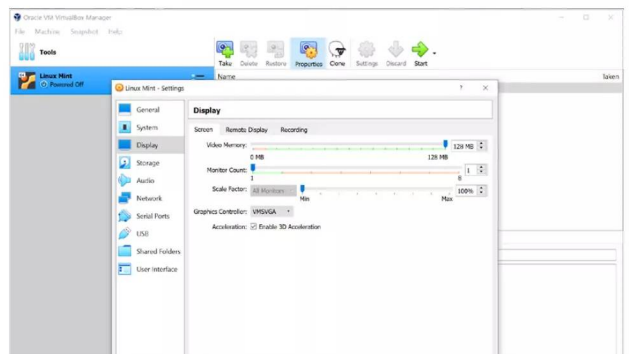 Oracle VM VirtualBox Manager
File Machine Snapshot Help
Tools
Take Delete Restore Properties Clone Settings Discard Start
Linux Mint
Powered Off
Name Taken
Linux Mint - Settings ? ×
General
System
Display
Storage
Audio
Network
Serial Ports
USB
Shared Folders
User Interface
Display
Screen Remote Display Recording
Video Memory: 128 MB
0 MB 128 MB
Monitor Count: 1
1 8
Scale Factor: All Monitors 100%
Min Max
Graphics Controller: VMSVGA
Acceleration: Enable 3D Acceleration